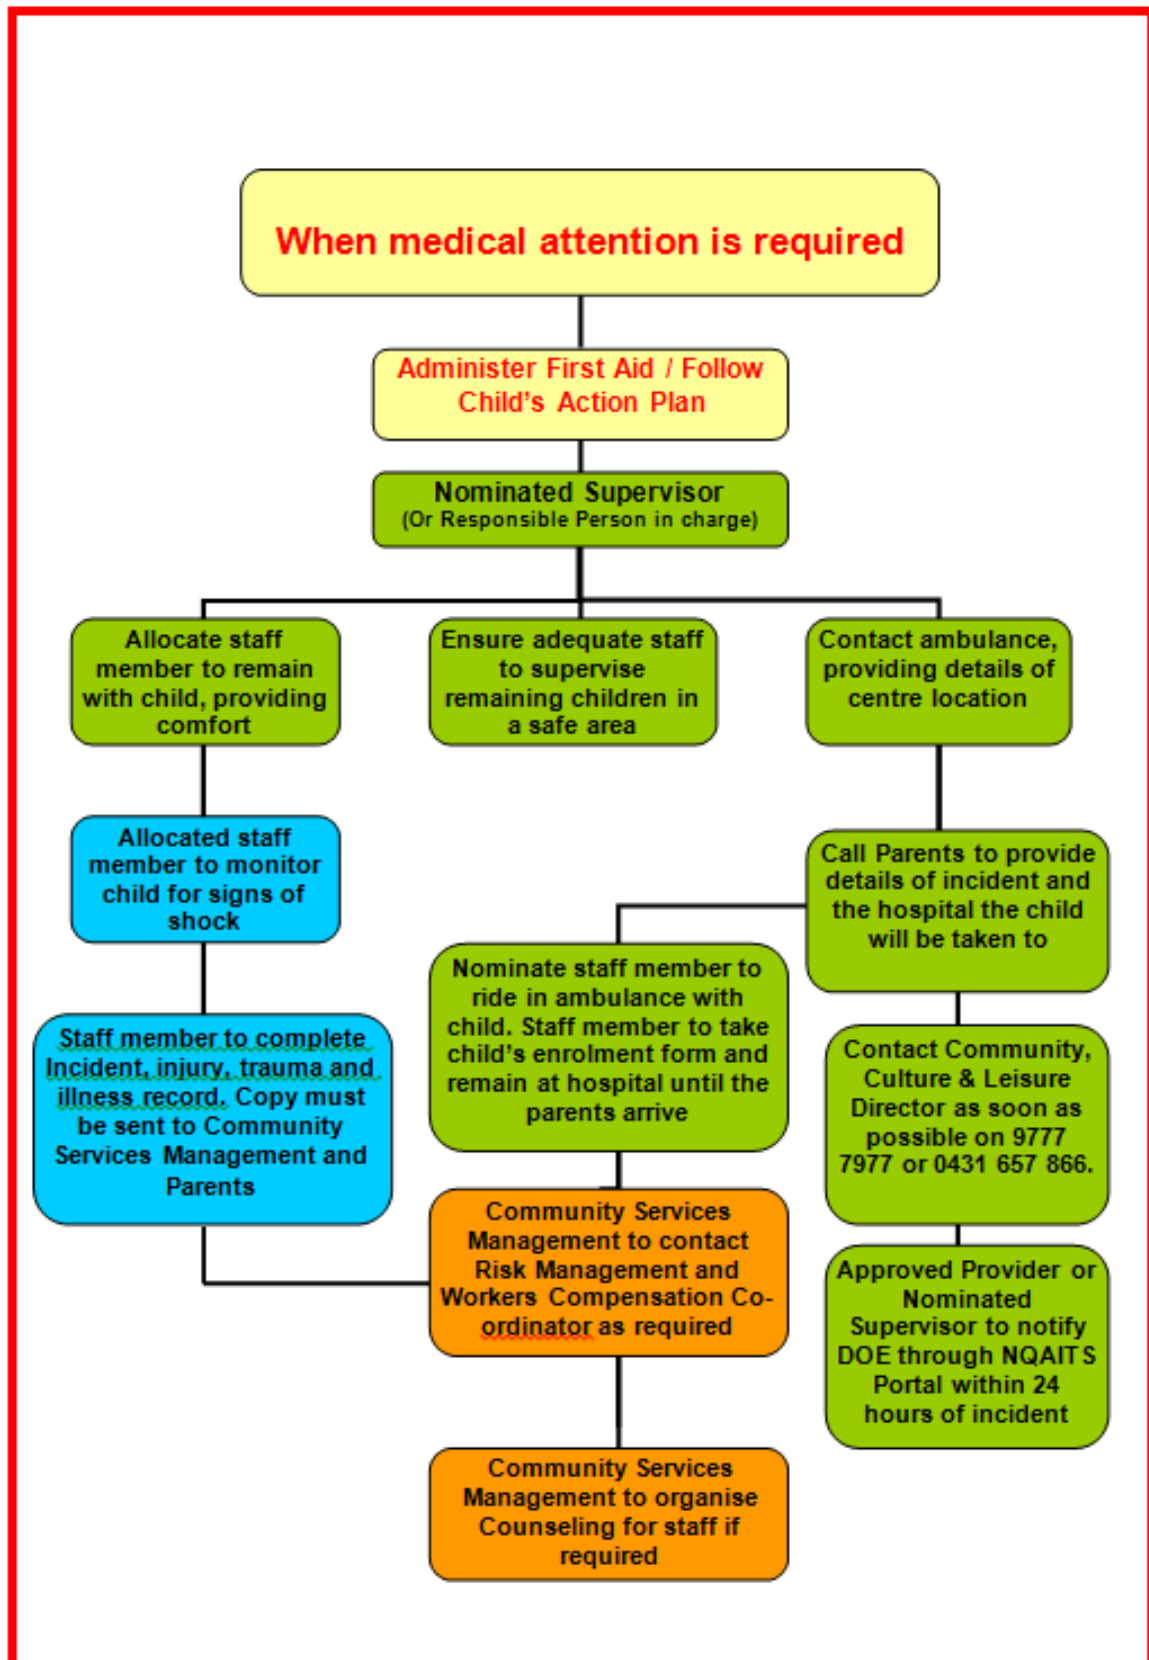 When medical attention is required
Administer First Aid / Follow
Child's Action Plan
Nominated Supervisor
(Or Responsible Person in charge)
Allocate staff
member to remain
with child, providing
comfort
Ensure adequate staff
to supervise
remaining children in
a safe area
Contact ambulance,
providing details of
centre location
Allocated staff
member to monitor
child for signs of
shock
Call Parents to provide
details of incident and
the hospital the child
will be taken to
Nominate staff member to
ride in ambulance with
child. Staff member to take
child's enrolment form and
remain at hospital until the
parents arrive
Staff member to complete
Incident, injury, trauma and
illness record. Copy must
be sent to Community
Services Management and
Parents
Contact Community,
Culture & Leisure
Director as soon as
possible on 9777
7977 or 0431 657 866.
Community Services
Management to contact
Risk Management and
Workers Compensation Co-
ordinator as required
Approved Provider or
Nominated
Supervisor to notify
DOE through NQAITS
Portal within 24
hours of incident
Community Services
Management to organise
Counseling for staff if
required